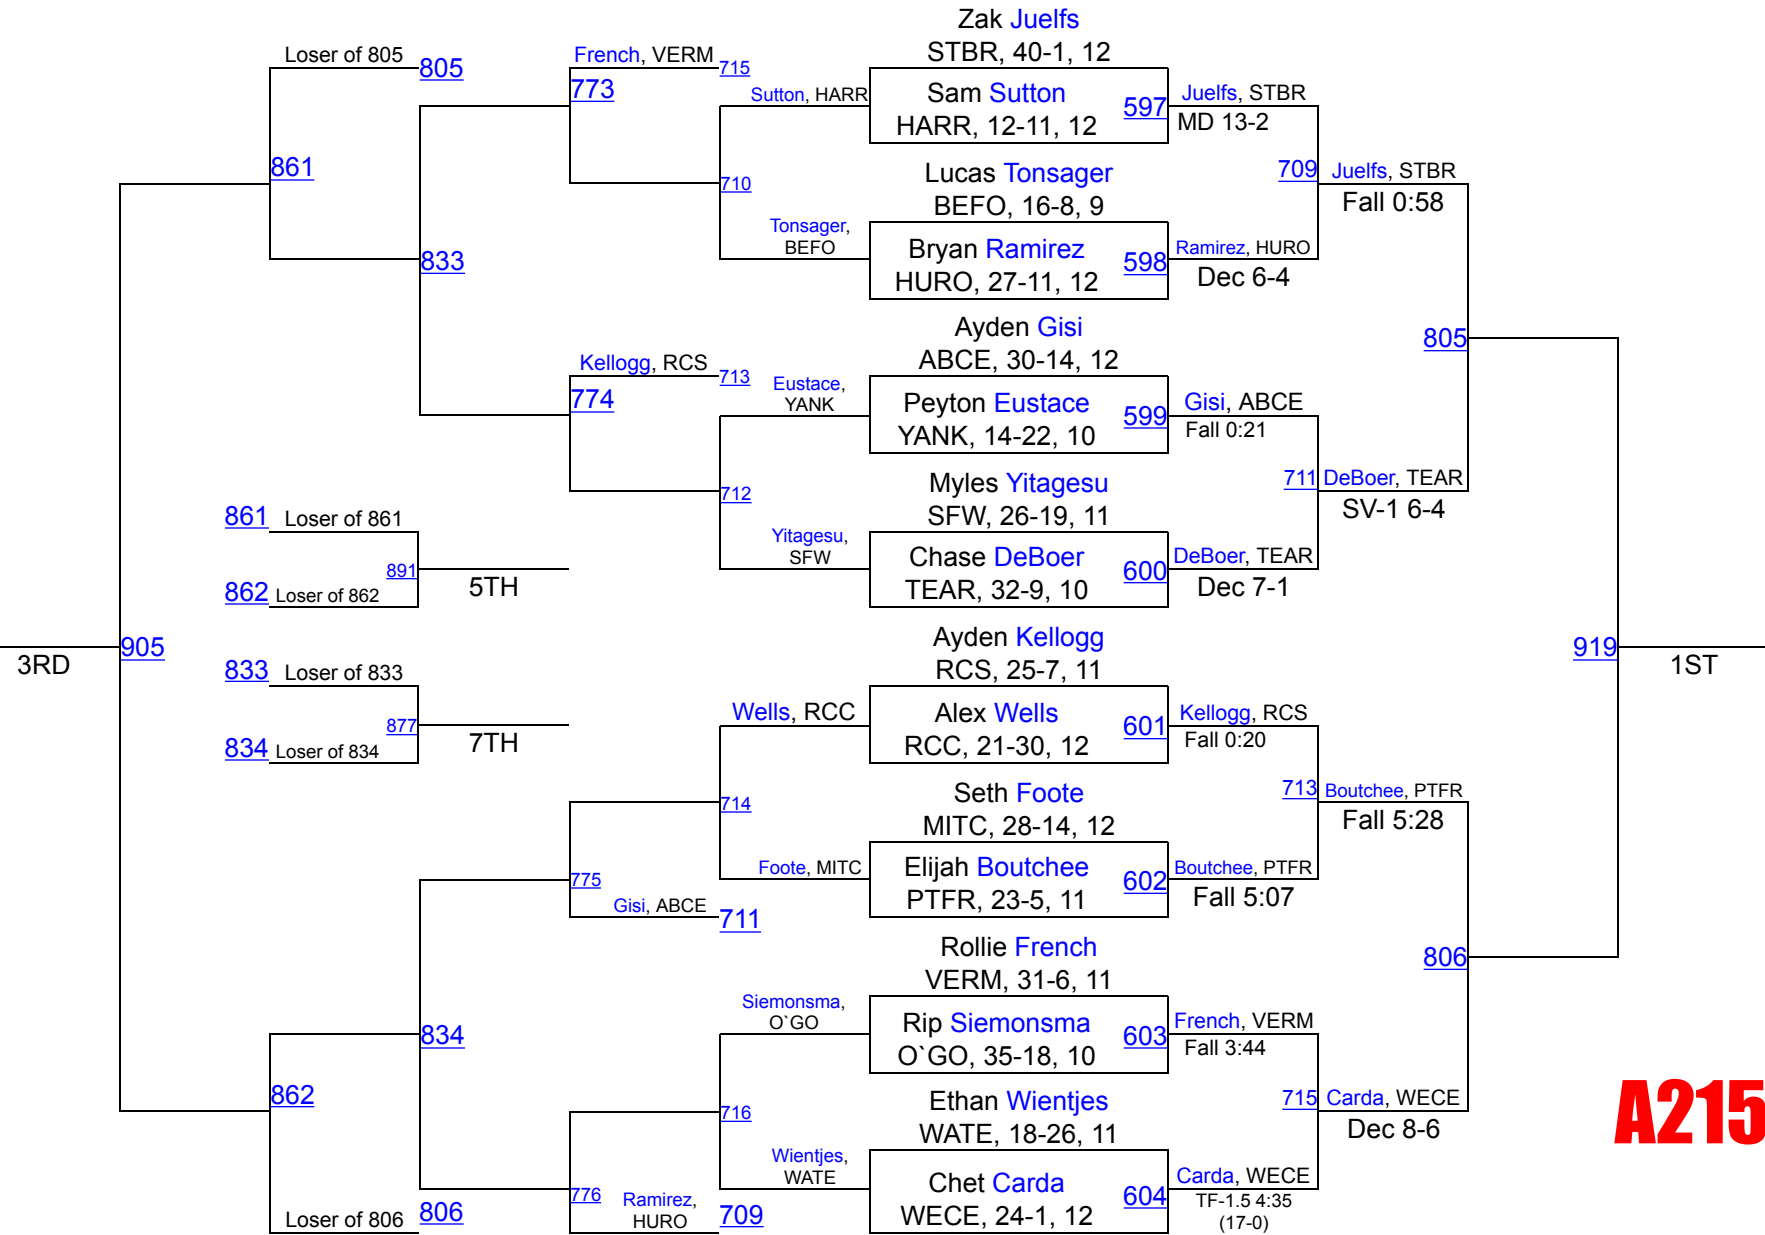 Zak Juelfs
STBR, 40-1, 12
Loser of 805
805
French, VERM
715
773
Sutton, HARR
Sam Sutton
HARR, 12-11, 12
597
Juelfs, STBR
MD 13-2
861
710
Lucas Tonsager
BEFO, 16-8, 9
709
Juelfs, STBR
Fall 0:58
Tonsager,
BEFO
Bryan Ramirez
HURO, 27-11, 12
598
Ramirez, HURO
Dec 6-4
833
Ayden Gisi
ABCE, 30-14, 12
805
Kellogg, RCS
713
774
Eustace,
YANK
Peyton Eustace
YANK, 14-22, 10
599
Gisi, ABCE
Fall 0:21
712
Myles Yitagesu
SFW, 26-19, 11
711
DeBoer, TEAR
SV-1 6-4
861
Loser of 861
Yitagesu,
SFW
Chase DeBoer
TEAR, 32-9, 10
600
DeBoer, TEAR
Dec 7-1
891
5TH
862
Loser of 862
905
3RD
Ayden Kellogg
RCS, 25-7, 11
919
1ST
833
Loser of 833
877
7TH
834
Loser of 834
Wells, RCC
Alex Wells
RCC, 21-30, 12
601
Kellogg, RCS
Fall 0:20
714
Seth Foote
MITC, 28-14, 12
713
Boutchee, PTFR
Fall 5:28
775
Foote, MITC
Elijah Boutchee
PTFR, 23-5, 11
602
Boutchee, PTFR
Fall 5:07
Gisi, ABCE
711
Rollie French
VERM, 31-6, 11
806
Siemonsma,
O`GO
834
Rip Siemonsma
O`GO, 35-18, 10
603
French, VERM
Fall 3:44
862
716
Ethan Wientjes
WATE, 18-26, 11
715
Carda, WECE
Dec 8-6
A215
Wientjes,
WATE
Chet Carda
WECE, 24-1, 12
604
Carda, WECE
TF-1.5 4:35
(17-0)
776
Ramirez,
HURO
709
Loser of 806
806